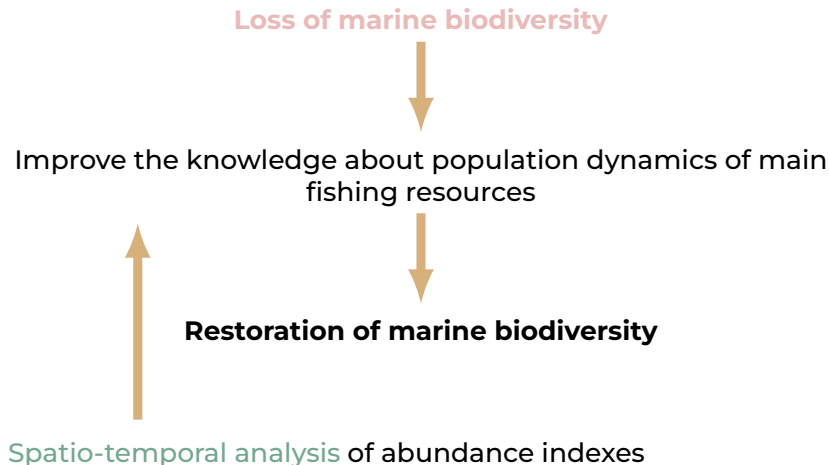 Loss of marine biodiversity
Improve the knowledge about population dynamics of main
fishing resources
Restoration of marine biodiversity
Spatio-temporal analysis of abundance indexes